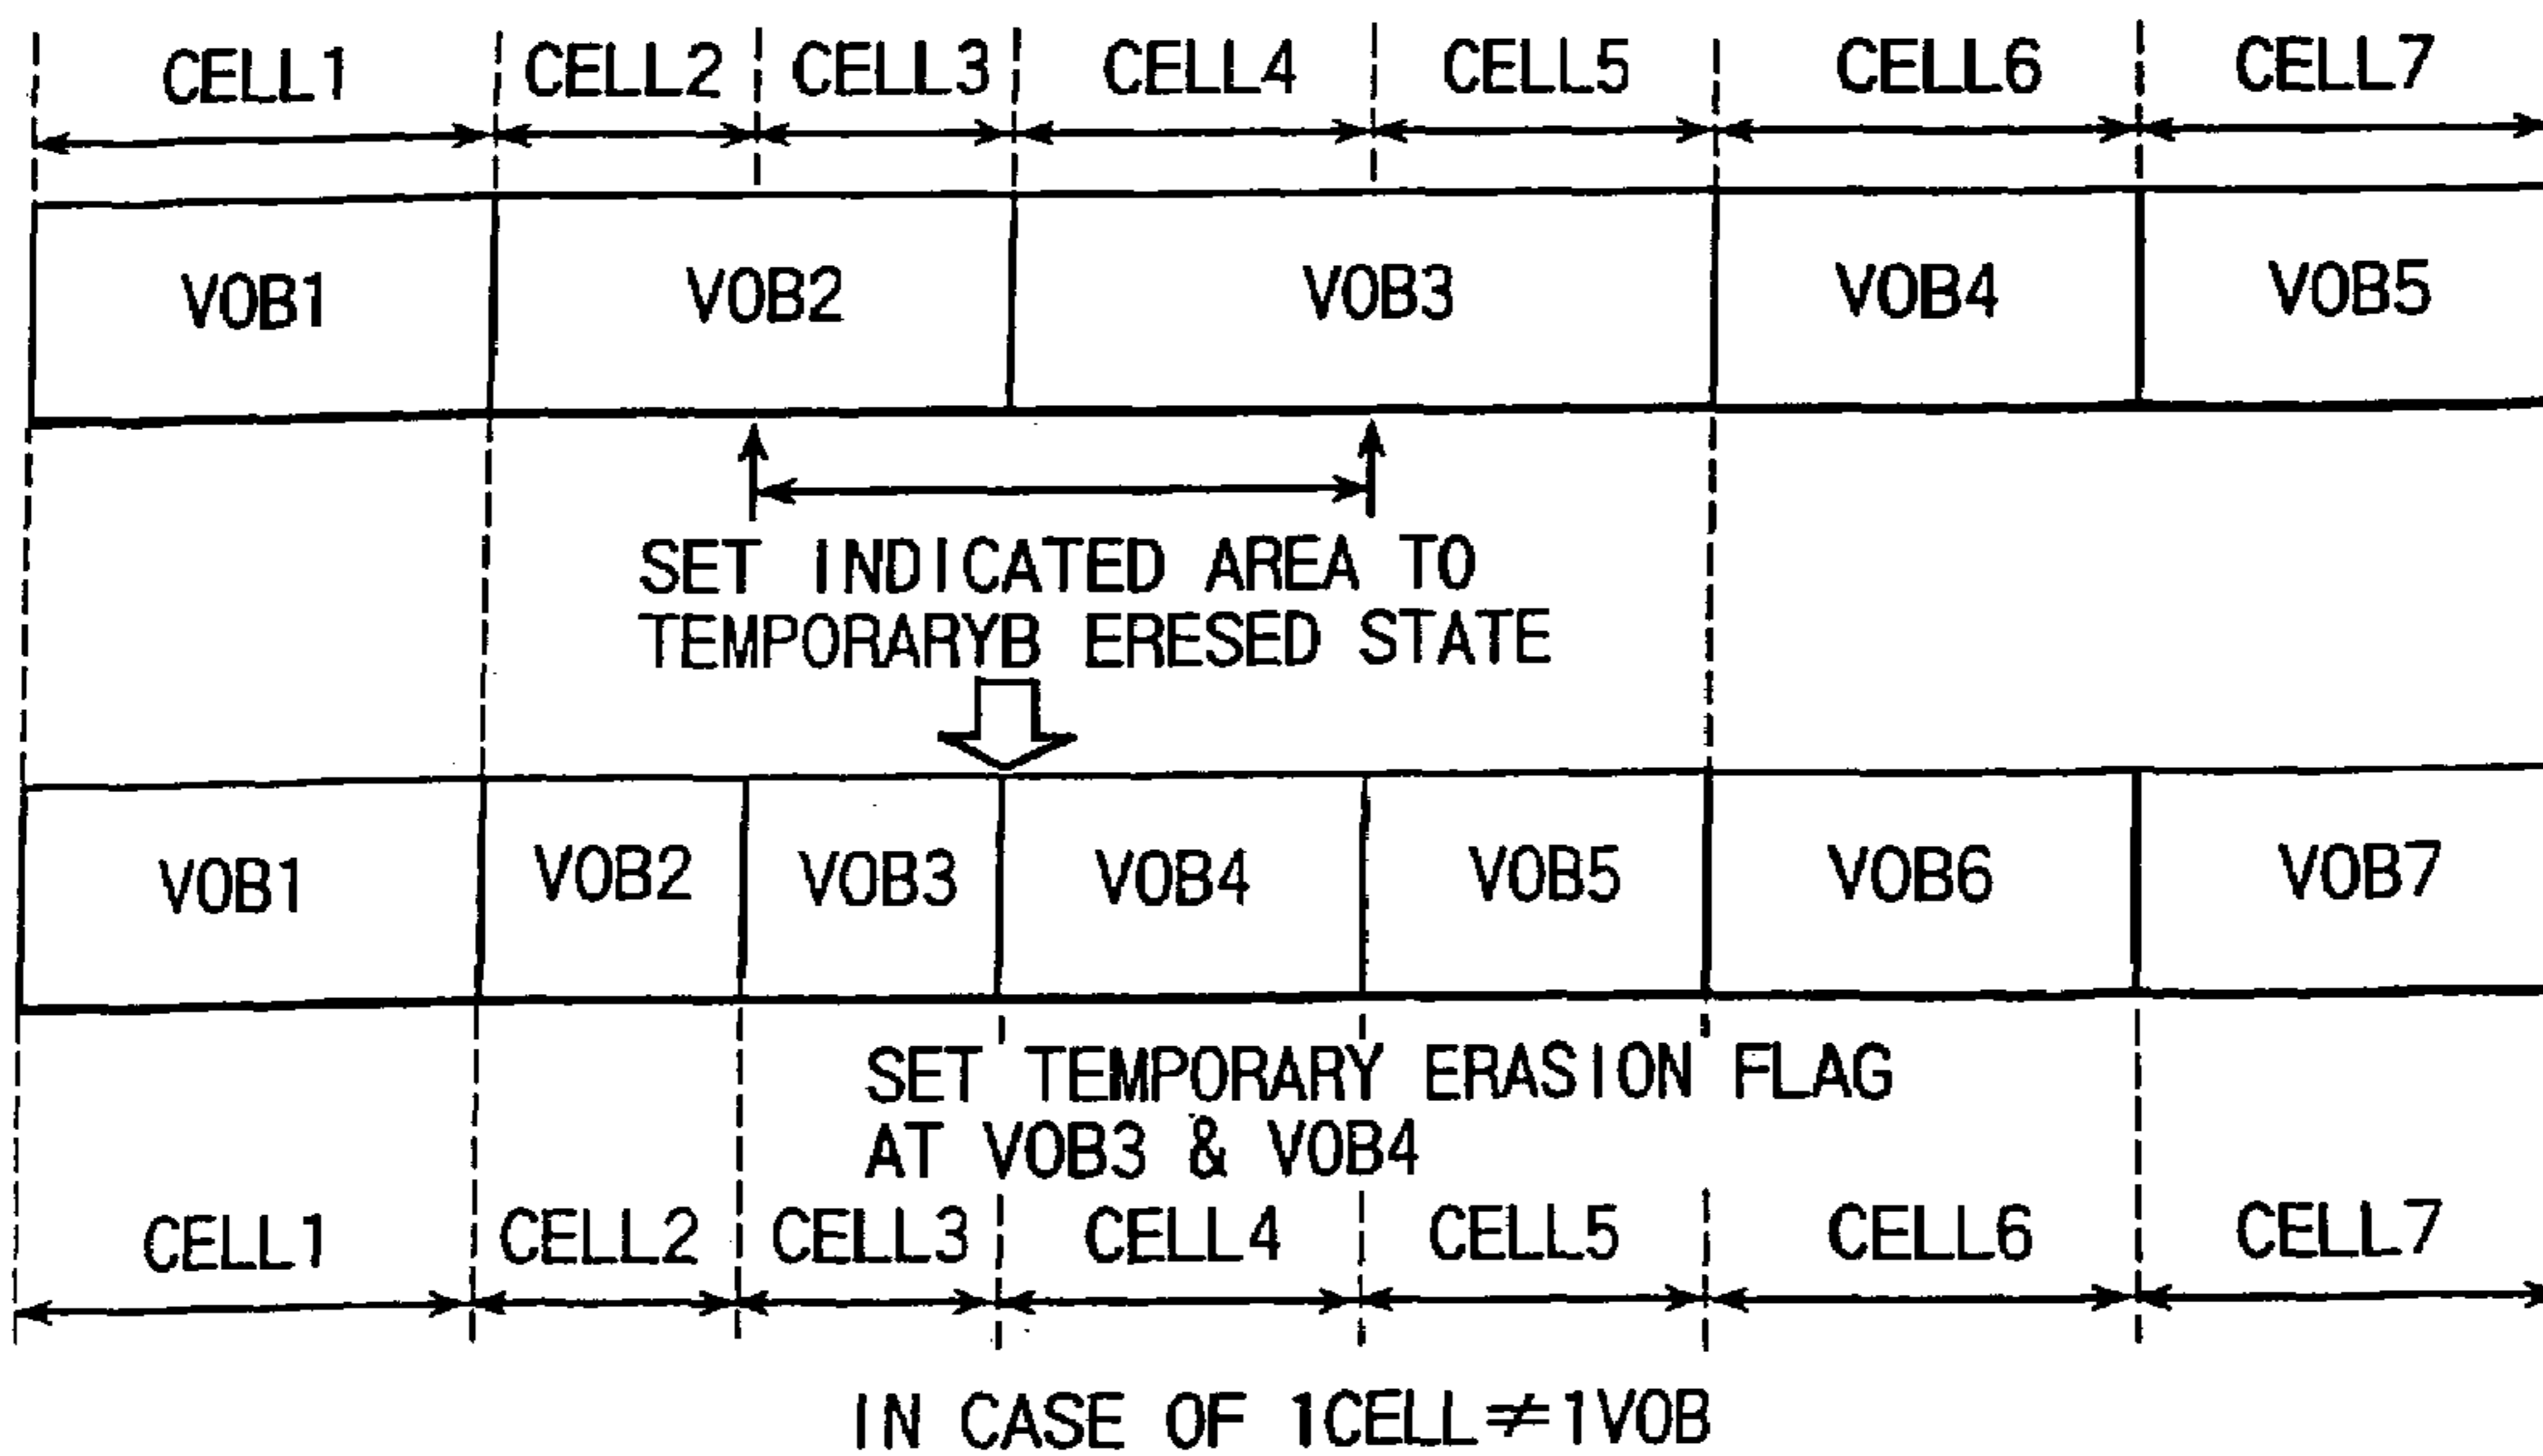 CELL1 CELL2 CELL3 CELL4 CELL5 CELL6 CELL7
VOB1 VOB2 VOB3 VOB4 VOB5
SET INDICATED AREA TO
TEMPORARYB ERESED STATE
VOB1 VOB2 VOB3 VOB4 VOB5 VOB6 VOB7
SET TEMPORARY ERASION FLAG
AT VOB3 & VOB4
CELL1 CELL2 CELL3 CELL4 CELL5 CELL6 CELL7
IN CASE OF 1CELL≠1VOB